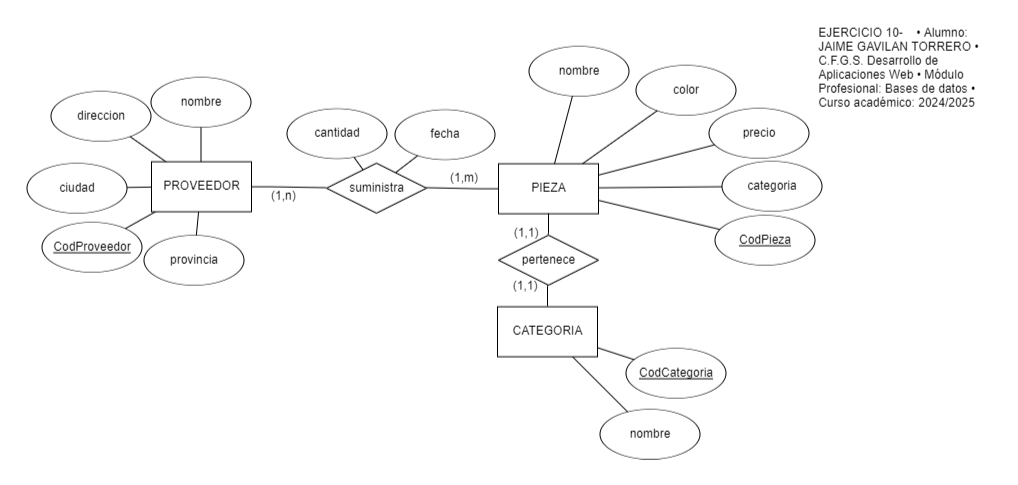 EJERCICIO 10- • Alumno:
JAIME GAVILAN TORRERO •
C.F.G.S. Desarrollo de
Aplicaciones Web • Módulo
Profesional: Bases de datos •
Curso académico: 2024/2025
nombre
color
direccion
nombre
cantidad
fecha
precio
ciudad
PROVEEDOR
(1,n)
suministra
(1,m)
PIEZA
categoria
CodProveedor
provincia
(1,1)
CodPieza
pertenece
(1,1)
CATEGORIA
CodCategoria
nombre